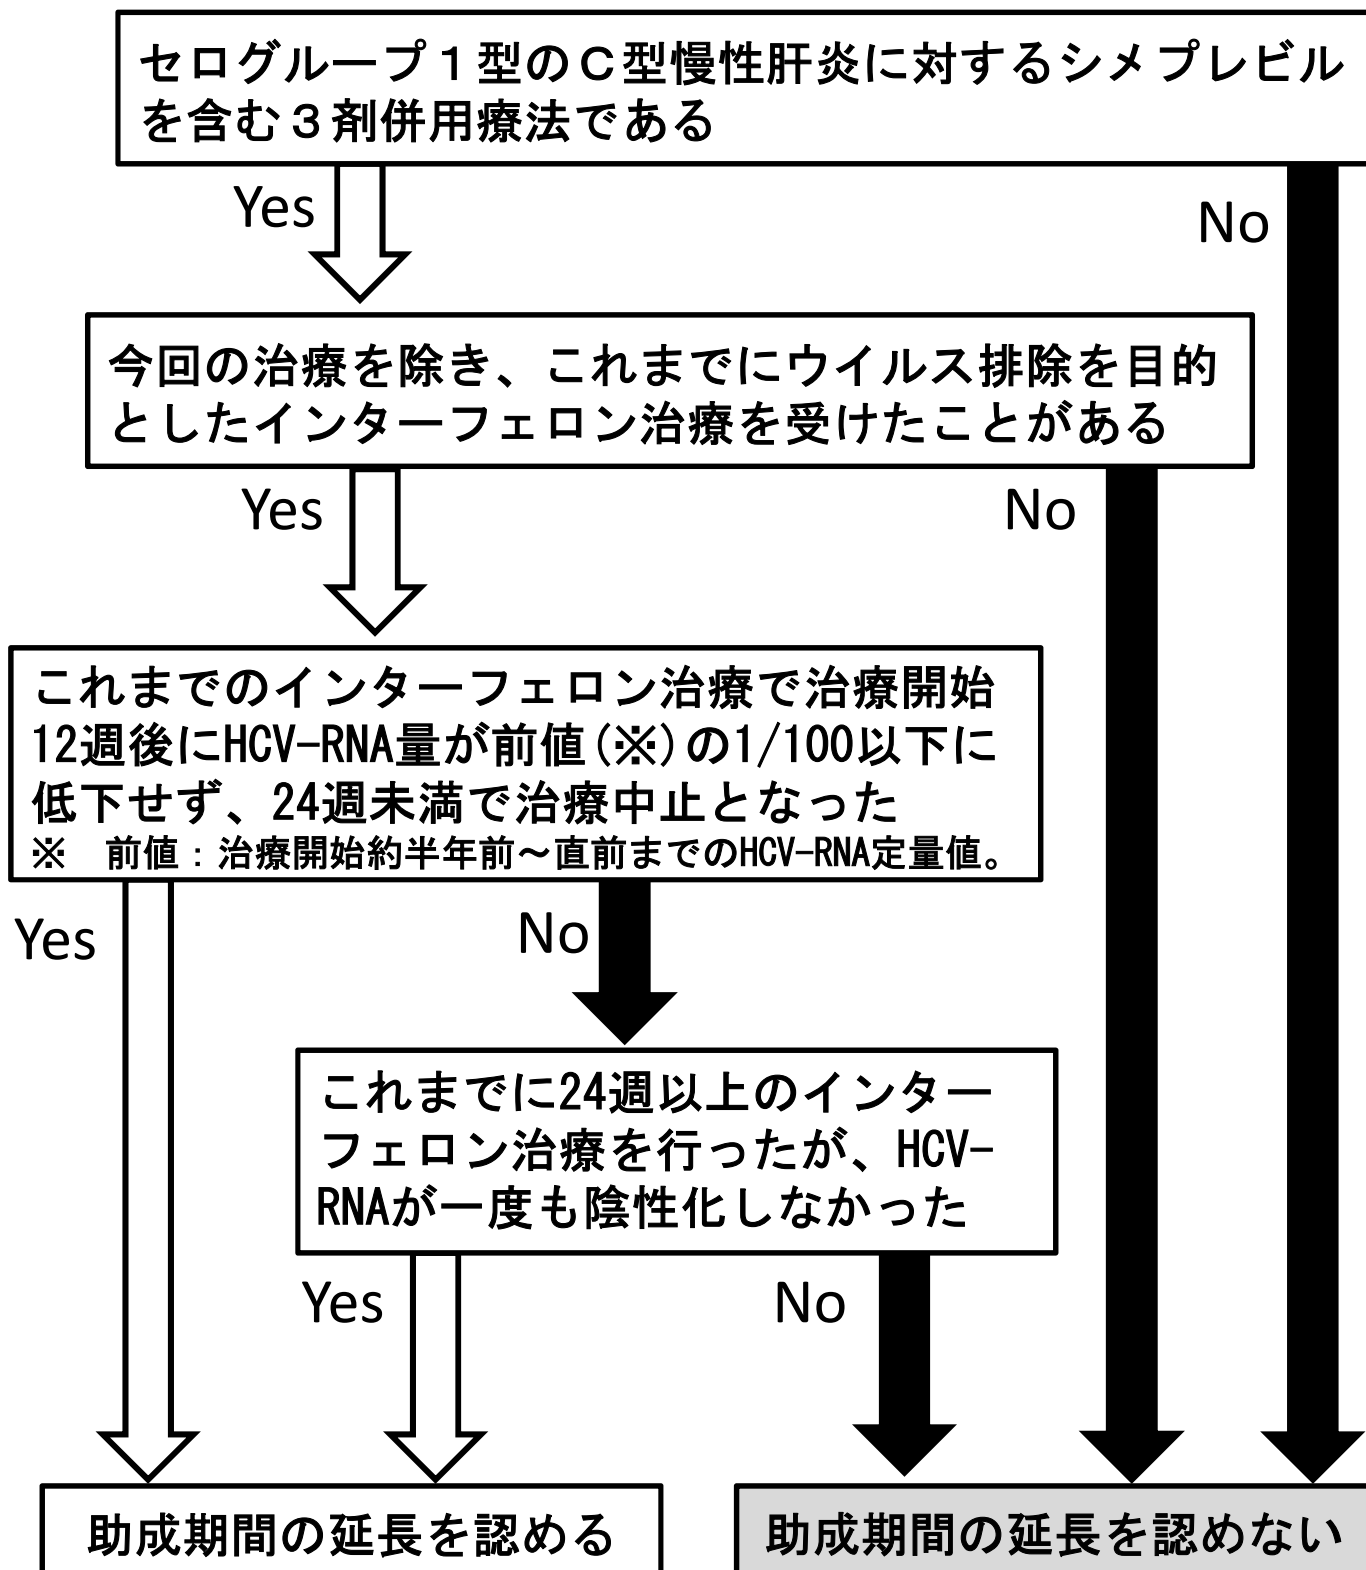 セログループ１型のＣ型慢性肝炎に対するシメプレビル
を含む３剤併用療法である
Yes
No
今回の治療を除き、これまでにウイルス排除を目的
としたインターフェロン治療を受けたことがある
Yes
No
これまでのインターフェロン治療で治療開始
12週後にHCV-RNA量が前値(※)の1/100以下に
低下せず、24週未満で治療中止となった
※　前値：治療開始約半年前～直前までのHCV-RNA定量値。
Yes
No
これまでに24週以上のインター
フェロン治療を行ったが、HCV-
RNAが一度も陰性化しなかった
Yes
No
助成期間の延長を認める
助成期間の延長を認めない